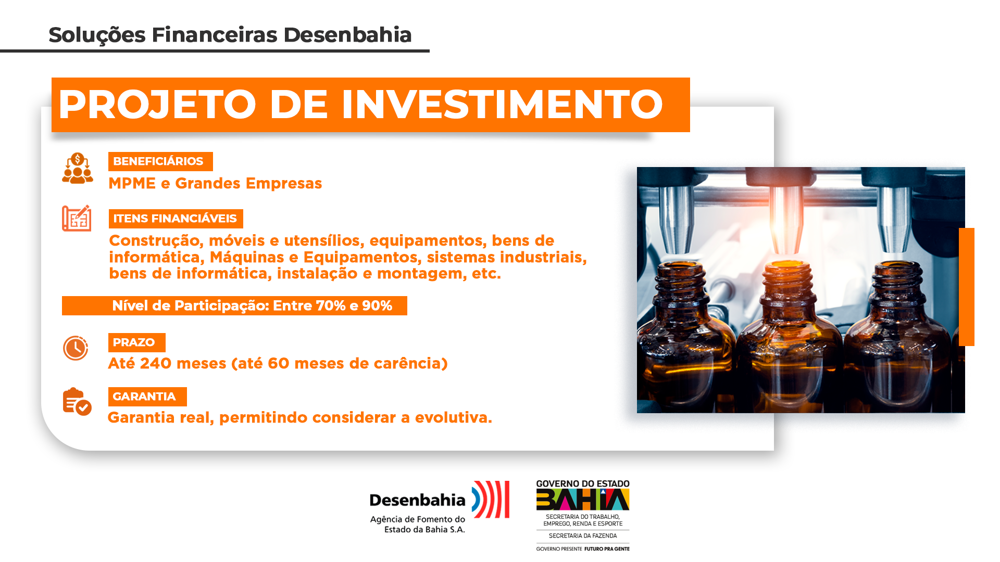 Soluções Financeiras Desenbahia
PROJETO DE INVESTIMENTO
BENEFICIÁRIOS
MPME e Grandes Empresas
ITENS FINANCIÁVEIS
Construção, móveis e utensílios, equipamentos, bens de
informática, Máquinas e Equipamentos, sistemas industriais,
bens de informática, instalação e montagem, etc.
Nível de Participação: Entre 70% e 90%
PRAZO
Até 240 meses (até 60 meses de carência)
GARANTIA
Garantia real, permitindo considerar a evolutiva.
Desenbahia
Agência de Fomento do
Estado da Bahia S.A.
GOVERNO DO ESTADO
BAHIA
SECRETARIA DO TRABALHO,
EMPREGO, RENDA E ESPORTE
SECRETARIA DA FAZENDA
GOVERNO PRESENTE FUTURO PRA GENTE